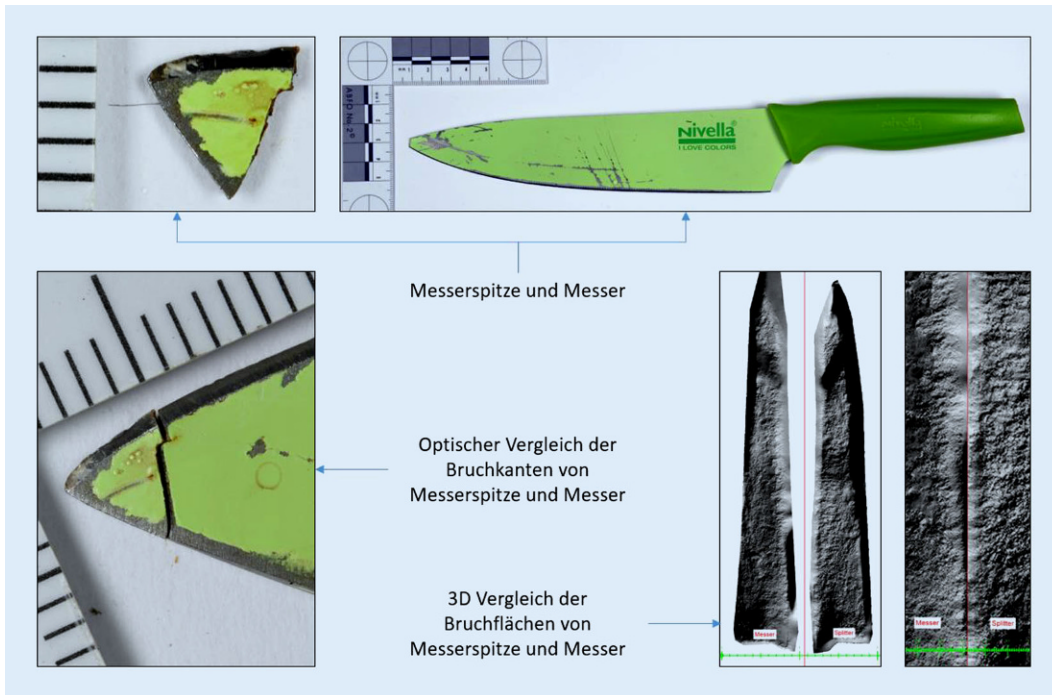 Nivella®
I LOVE COLORS
Messerspitze und Messer
Optischer Vergleich der
Bruchkanten von
Messerspitze und Messer
3D Vergleich der
Bruchflächen von
Messerspitze und Messer
Messer
Splitter
Messer
Splitter